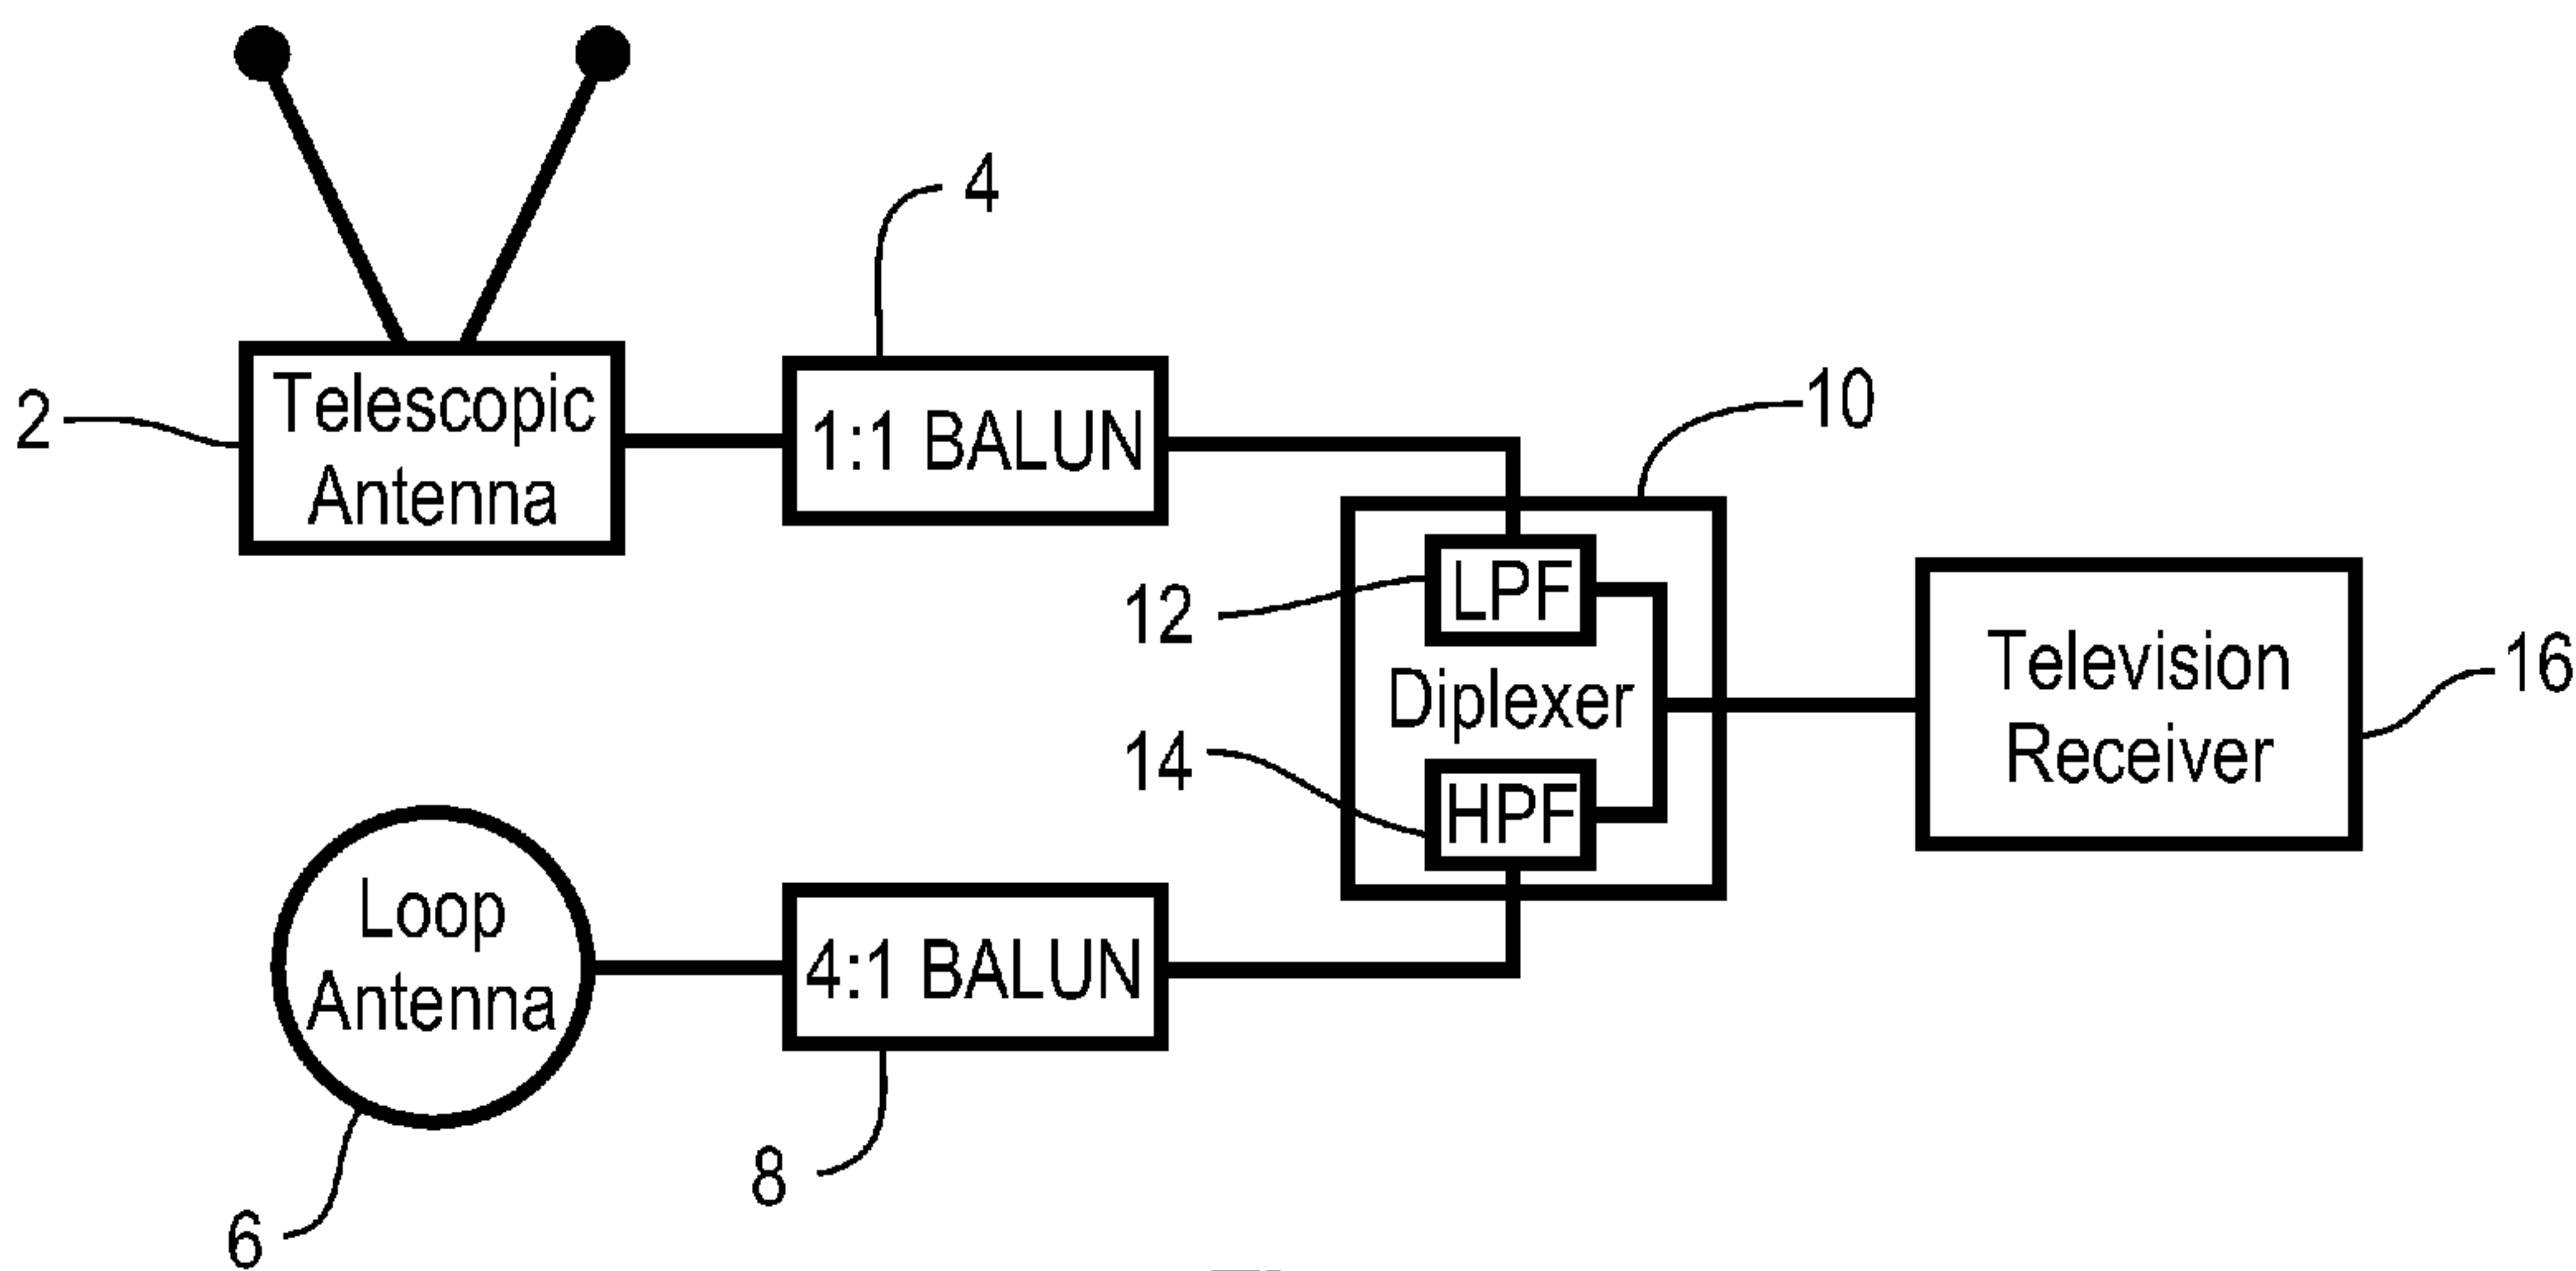 4
10
2
Telescopic
Antenna
1:1 BALUN
12
LPF
Diplexer
14
HPF
Television
Receiver
16
Loop
Antenna
4:1 BALUN
8
6